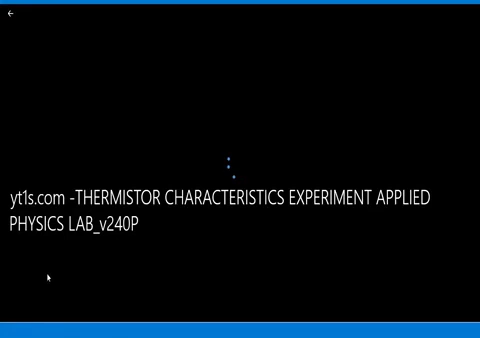 yt1s.com -THERMISTOR CHARACTERISTICS EXPERIMENT APPLIED
PHYSICS LAB_v240P